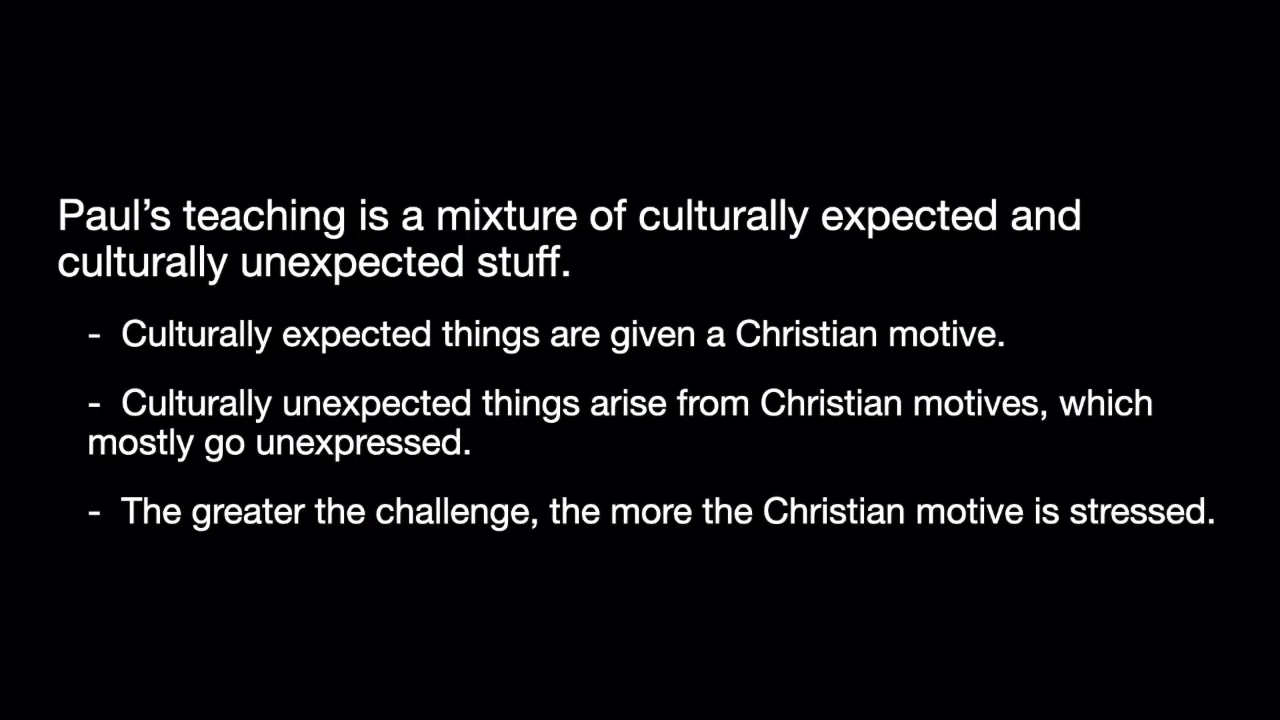 Paul’s teaching is a mixture of culturally expected and
culturally unexpected stuff.
- Culturally expected things are given a Christian motive.
- Culturally unexpected things arise from Christian motives, which
mostly go unexpressed.
- The greater the challenge, the more the Christian motive is stressed.